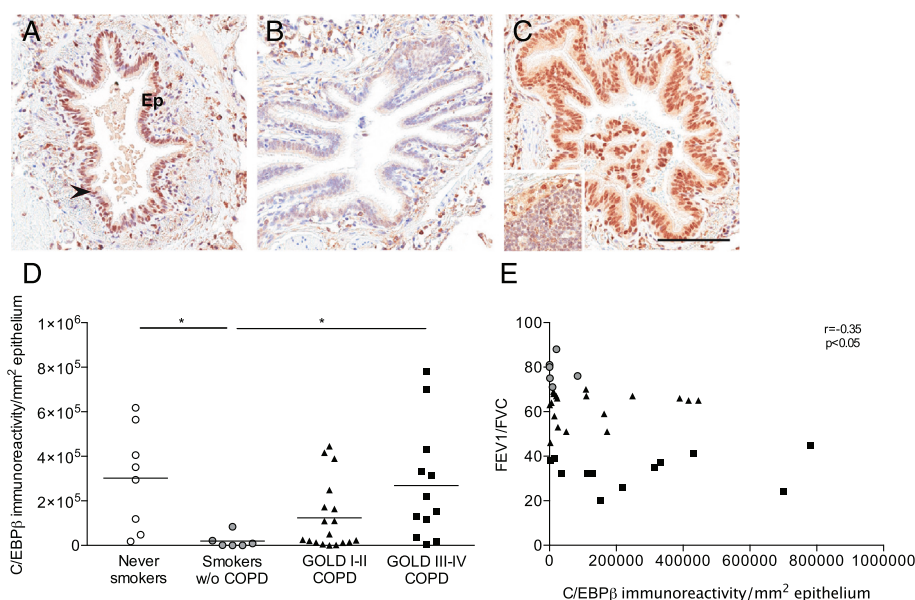 A
B
C
Ep
D
C/EBPβ immunoreactivity/mm² epithelium
1×10⁶
8×10⁵
6×10⁵
4×10⁵
2×10⁵
0
*
*
Never smokers
Smokers w/o COPD
GOLD I-II COPD
GOLD III-IV COPD
E
FEV1/FVC
100
80
60
40
20
0
r=-0.35
p<0.05
0
200000
400000
600000
800000
1000000
C/EBPβ immunoreactivity/mm² epithelium